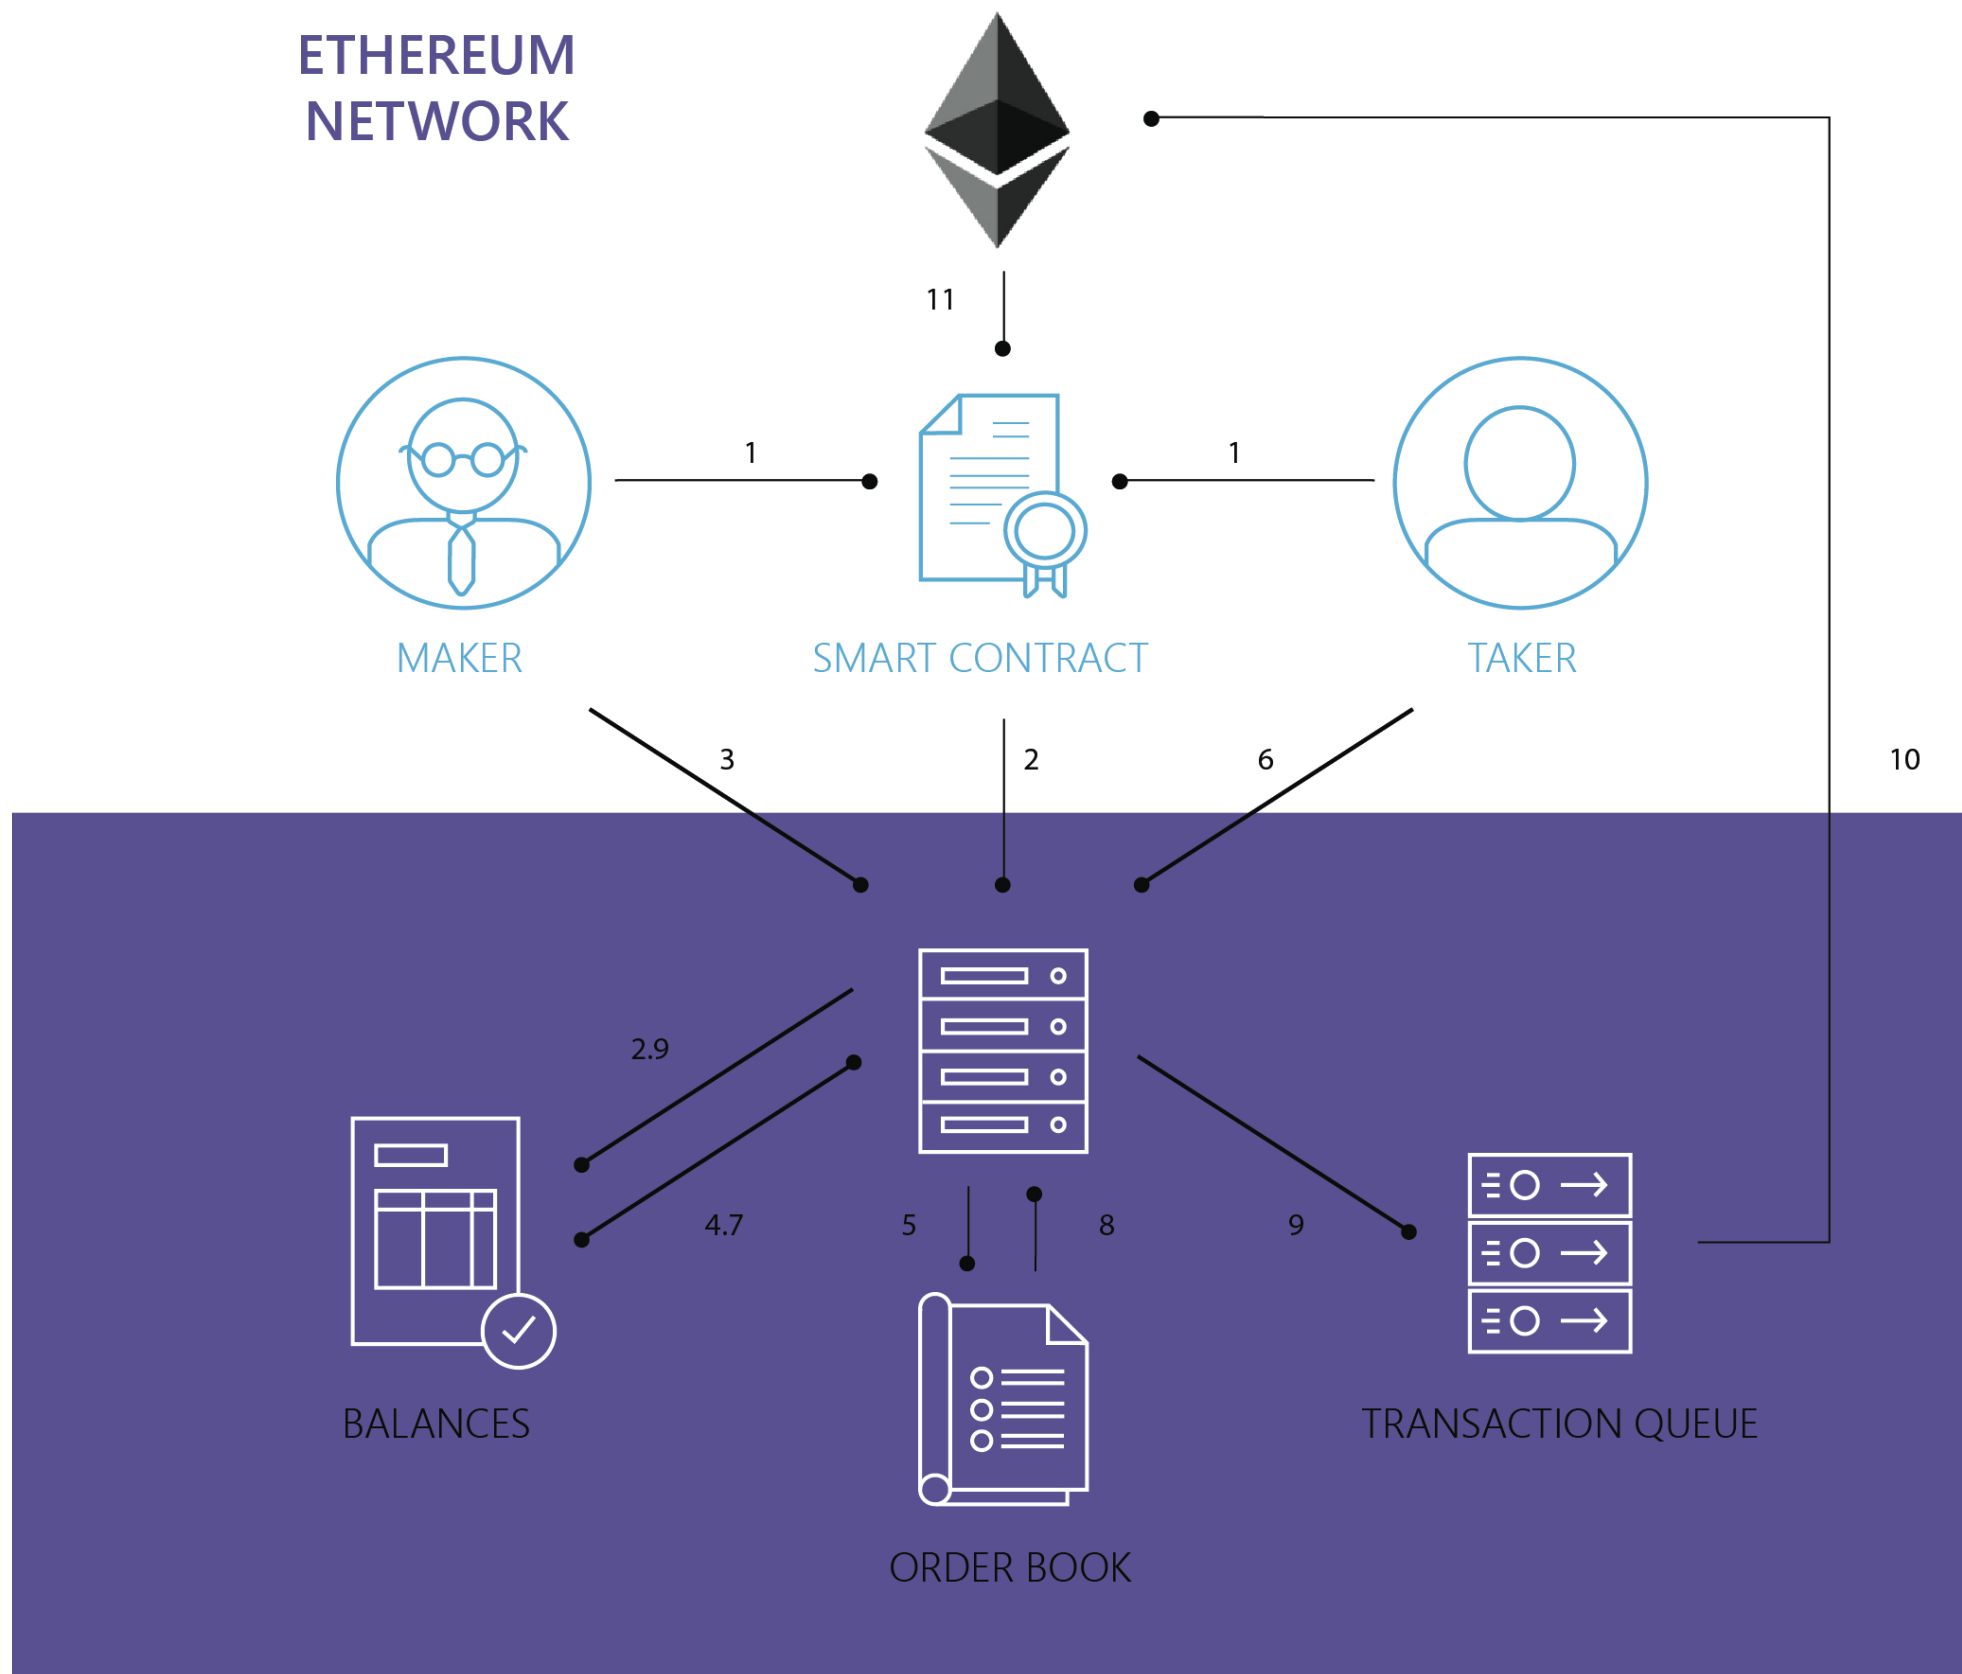 ETHEREUM
NETWORK
11
1
1
MAKER
SMART CONTRACT
TAKER
3
2
6
10
2.9
4.7
5
8
9
BALANCES
TRANSACTION QUEUE
ORDER BOOK